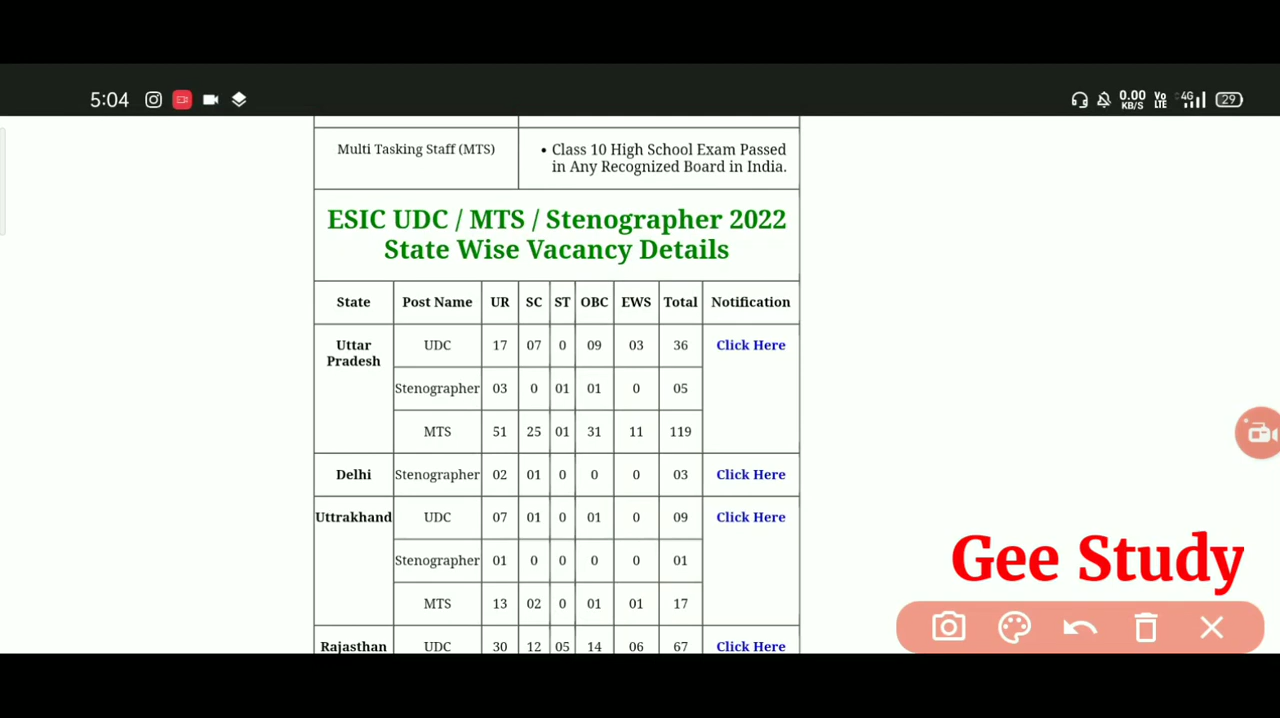 5:04
0.00 KB/S Vo LTE 4G 29
Multi Tasking Staff (MTS)
• Class 10 High School Exam Passed
in Any Recognized Board in India.
ESIC UDC / MTS / Stenographer 2022
State Wise Vacancy Details
State Post Name UR SC ST OBC EWS Total Notification
Uttar Pradesh UDC 17 07 0 09 03 36 Click Here
Stenographer 03 0 01 01 0 05
MTS 51 25 01 31 11 119
Delhi Stenographer 02 01 0 0 0 03 Click Here
Uttrakhand UDC 07 01 0 01 0 09 Click Here
Stenographer 01 0 0 0 0 01
MTS 13 02 0 01 01 17
Rajasthan UDC 30 12 05 14 06 67 Click Here
Gee Study